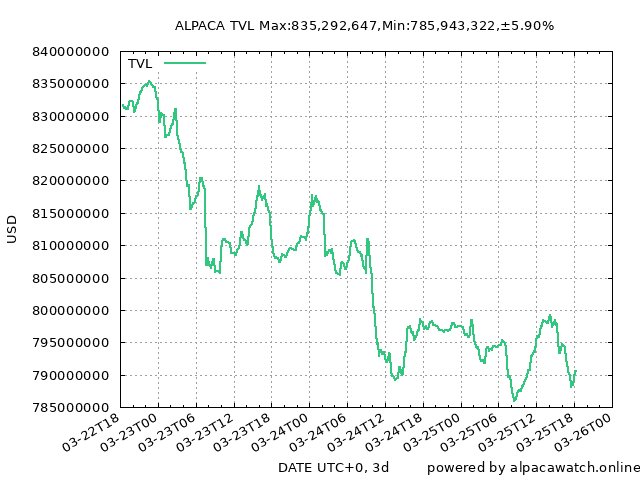 ALPACA TVL Max:835,292,647,Min:785,943,322,±5.90%
TVL
840000000
835000000
830000000
825000000
820000000
815000000
810000000
805000000
800000000
795000000
790000000
785000000
USD
03-22T18
03-23T00
03-23T06
03-23T12
03-23T18
03-24T00
03-24T06
03-24T12
03-24T18
03-25T00
03-25T06
03-25T12
03-25T18
03-26T00
DATE UTC+0, 3d
powered by alpacawatch.online